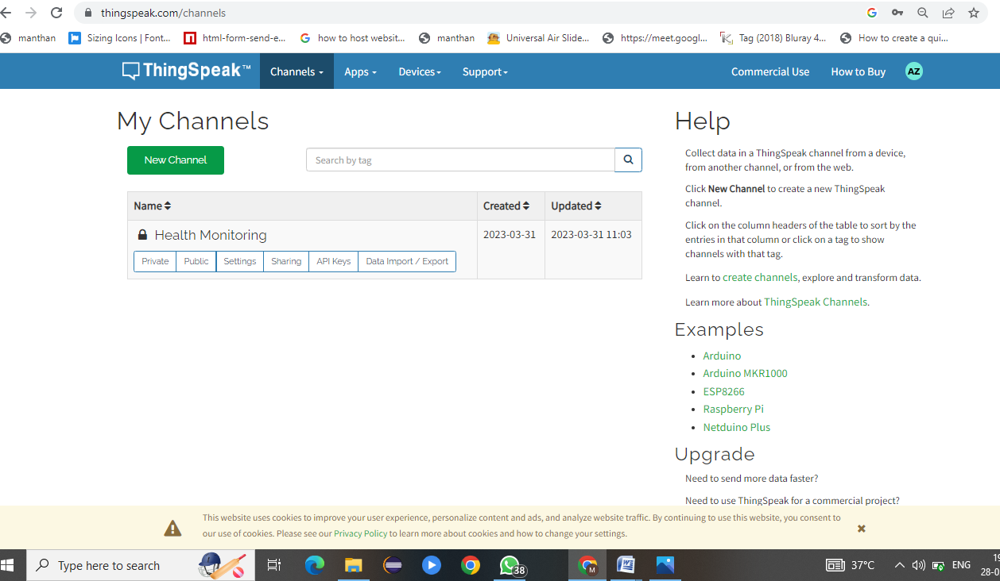 thingspeak.com/channels
manthan
Sizing Icons | Font...
html-form-send-e...
how to host websit...
manthan
Universal Air Slide...
https://meet.googl...
Tag (2018) Bluray 4...
How to create a qui...
ThingSpeak™
Channels
Apps
Devices
Support
Commercial Use
How to Buy
AZ
My Channels
New Channel
Search by tag
Name
Created
Updated
Health Monitoring
2023-03-31
2023-03-31 11:03
Private
Public
Settings
Sharing
API Keys
Data Import / Export
Help
Collect data in a ThingSpeak channel from a device,
from another channel, or from the web.
Click New Channel to create a new ThingSpeak
channel.
Click on the column headers of the table to sort by the
entries in that column or click on a tag to show
channels with that tag.
Learn to create channels, explore and transform data.
Learn more about ThingSpeak Channels.
Examples
Arduino
Arduino MKR1000
ESP8266
Raspberry Pi
Netduino Plus
Upgrade
Need to send more data faster?
Need to use ThingSpeak for a commercial project?
This website uses cookies to improve your user experience, personalize content and ads, and analyze website traffic. By continuing to use this website, you consent to
our use of cookies. Please see our Privacy Policy to learn more about cookies and how to change your settings.
Type here to search
38
M
37°C
ENG